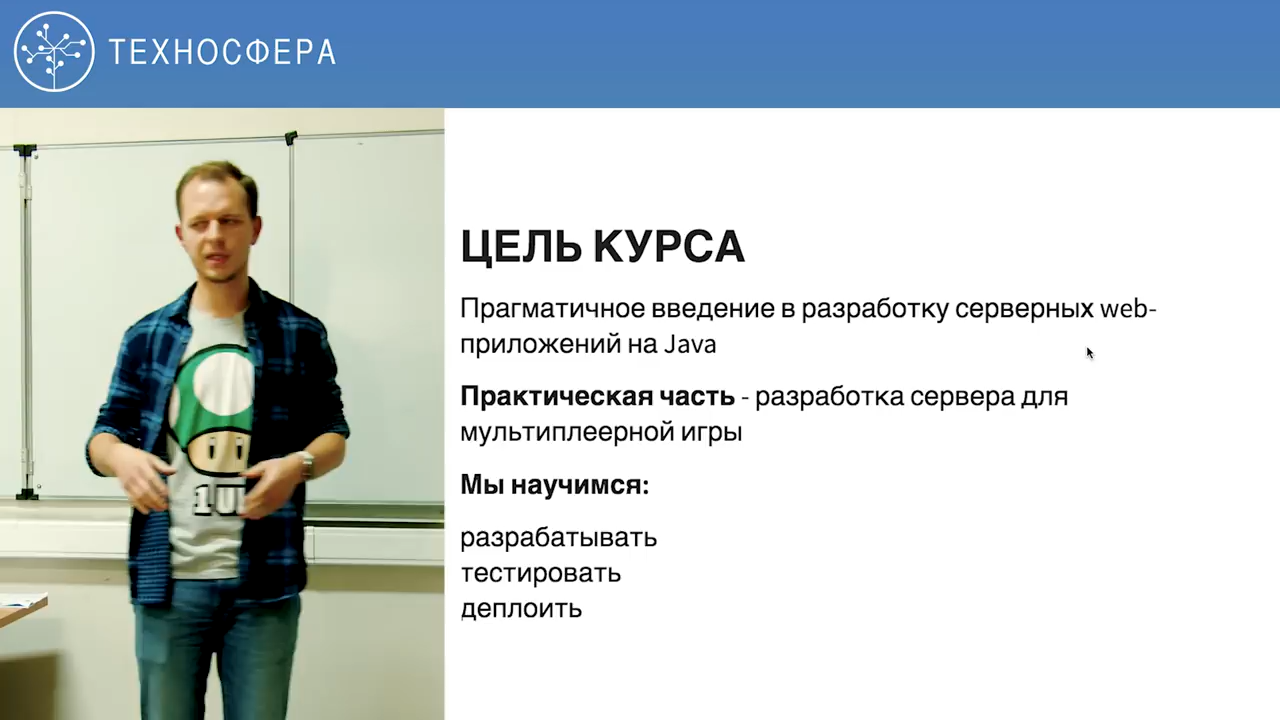 ТЕХНОСФЕРА
ЦЕЛЬ КУРСА
Прагматичное введение в разработку серверных web-
приложений на Java
Практическая часть - разработка сервера для
мультиплеерной игры
Мы научимся:
разрабатывать
тестировать
деплоить